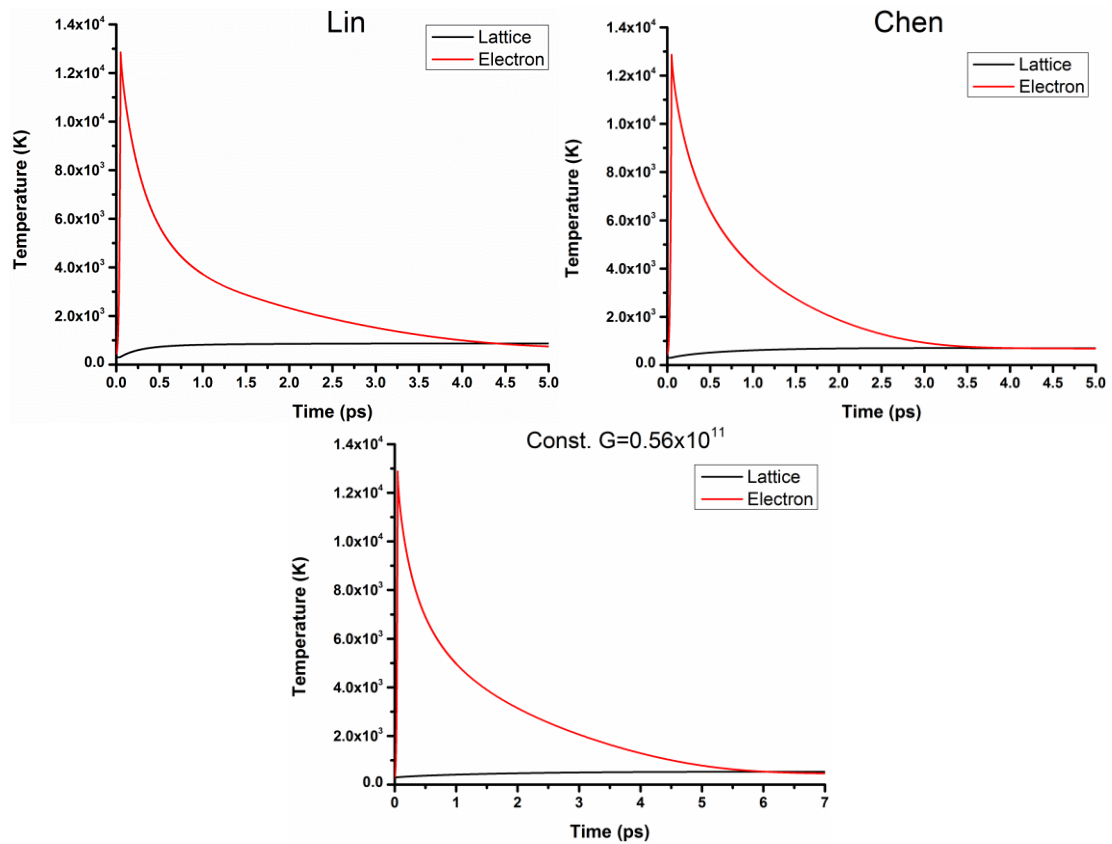 Lin
Lattice
Electron
1.4x10⁴
1.2x10⁴
1.0x10⁴
8.0x10³
6.0x10³
4.0x10³
2.0x10³
0.0
Temperature (K)
0.0 0.5 1.0 1.5 2.0 2.5 3.0 3.5 4.0 4.5 5.0
Time (ps)
Chen
Lattice
Electron
1.4x10⁴
1.2x10⁴
1.0x10⁴
8.0x10³
6.0x10³
4.0x10³
2.0x10³
0.0
Temperature (K)
0.0 0.5 1.0 1.5 2.0 2.5 3.0 3.5 4.0 4.5 5.0
Time (ps)
Const. G=0.56x10¹¹
Lattice
Electron
1.4x10⁴
1.2x10⁴
1.0x10⁴
8.0x10³
6.0x10³
4.0x10³
2.0x10³
0.0
Temperature (K)
0 1 2 3 4 5 6 7
Time (ps)